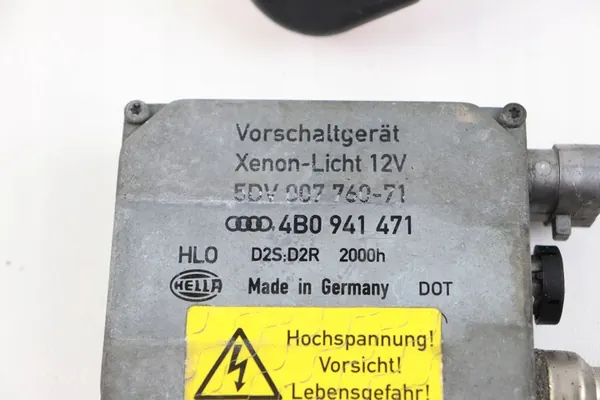 Vorschaltgerät
Xenon-Licht 12V
5DV 007 760-71
4B0 941 471
HLO D2S;D2R 2000h
HELLA Made in Germany DOT
Hochspannung!
Vorsicht!
Lebensgefahr!